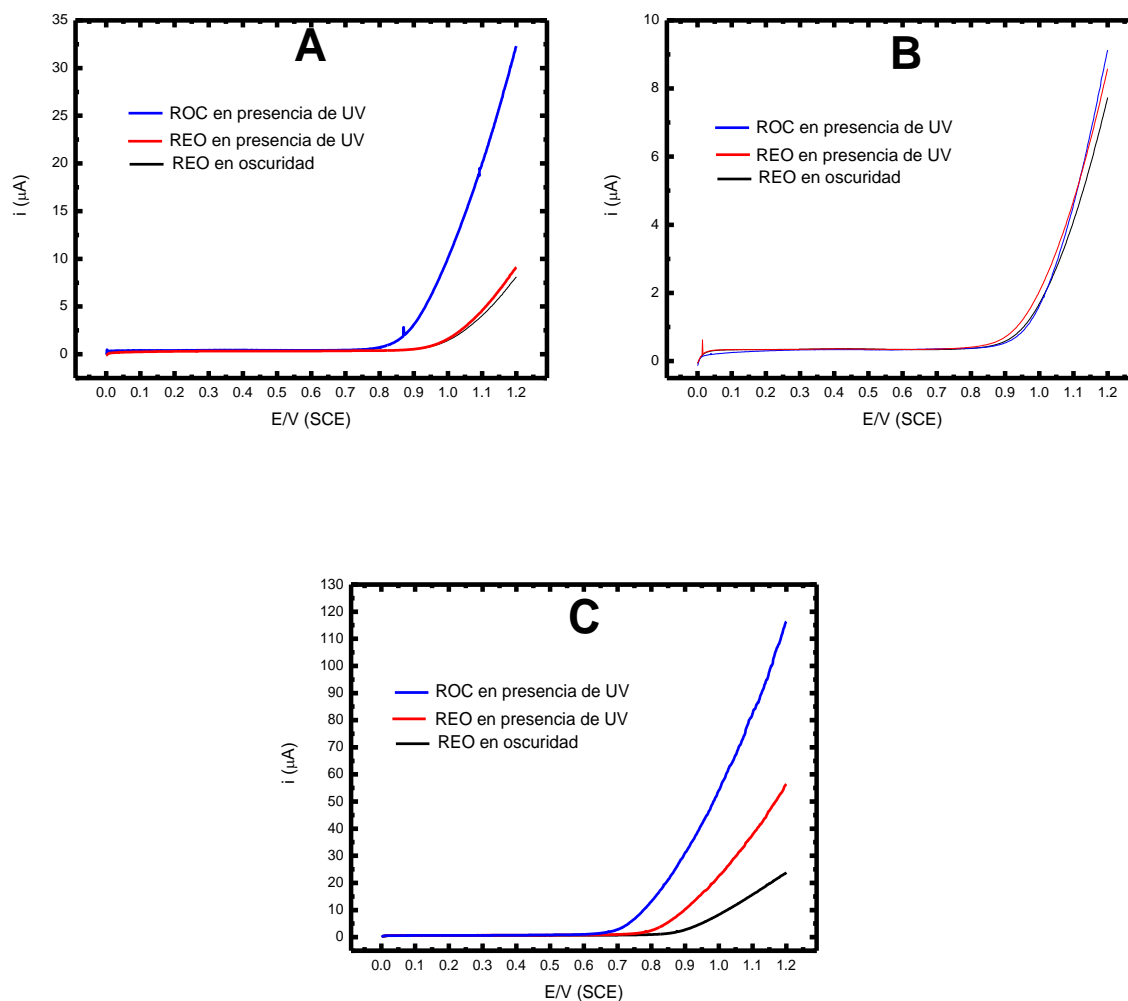 A
35
30
25
20
15
10
5
0
i (μA)
ROC en presencia de UV
REO en presencia de UV
REO en oscuridad
0.0 0.1 0.2 0.3 0.4 0.5 0.6 0.7 0.8 0.9 1.0 1.1 1.2
E/V (SCE)
B
10
8
6
4
2
0
i (μA)
ROC en presencia de UV
REO en presencia de UV
REO en oscuridad
0.0 0.1 0.2 0.3 0.4 0.5 0.6 0.7 0.8 0.9 1.0 1.1 1.2
E/V (SCE)
C
130
120
110
100
90
80
70
60
50
40
30
20
10
0
i (μA)
ROC en presencia de UV
REO en presencia de UV
REO en oscuridad
0.0 0.1 0.2 0.3 0.4 0.5 0.6 0.7 0.8 0.9 1.0 1.1 1.2
E/V (SCE)